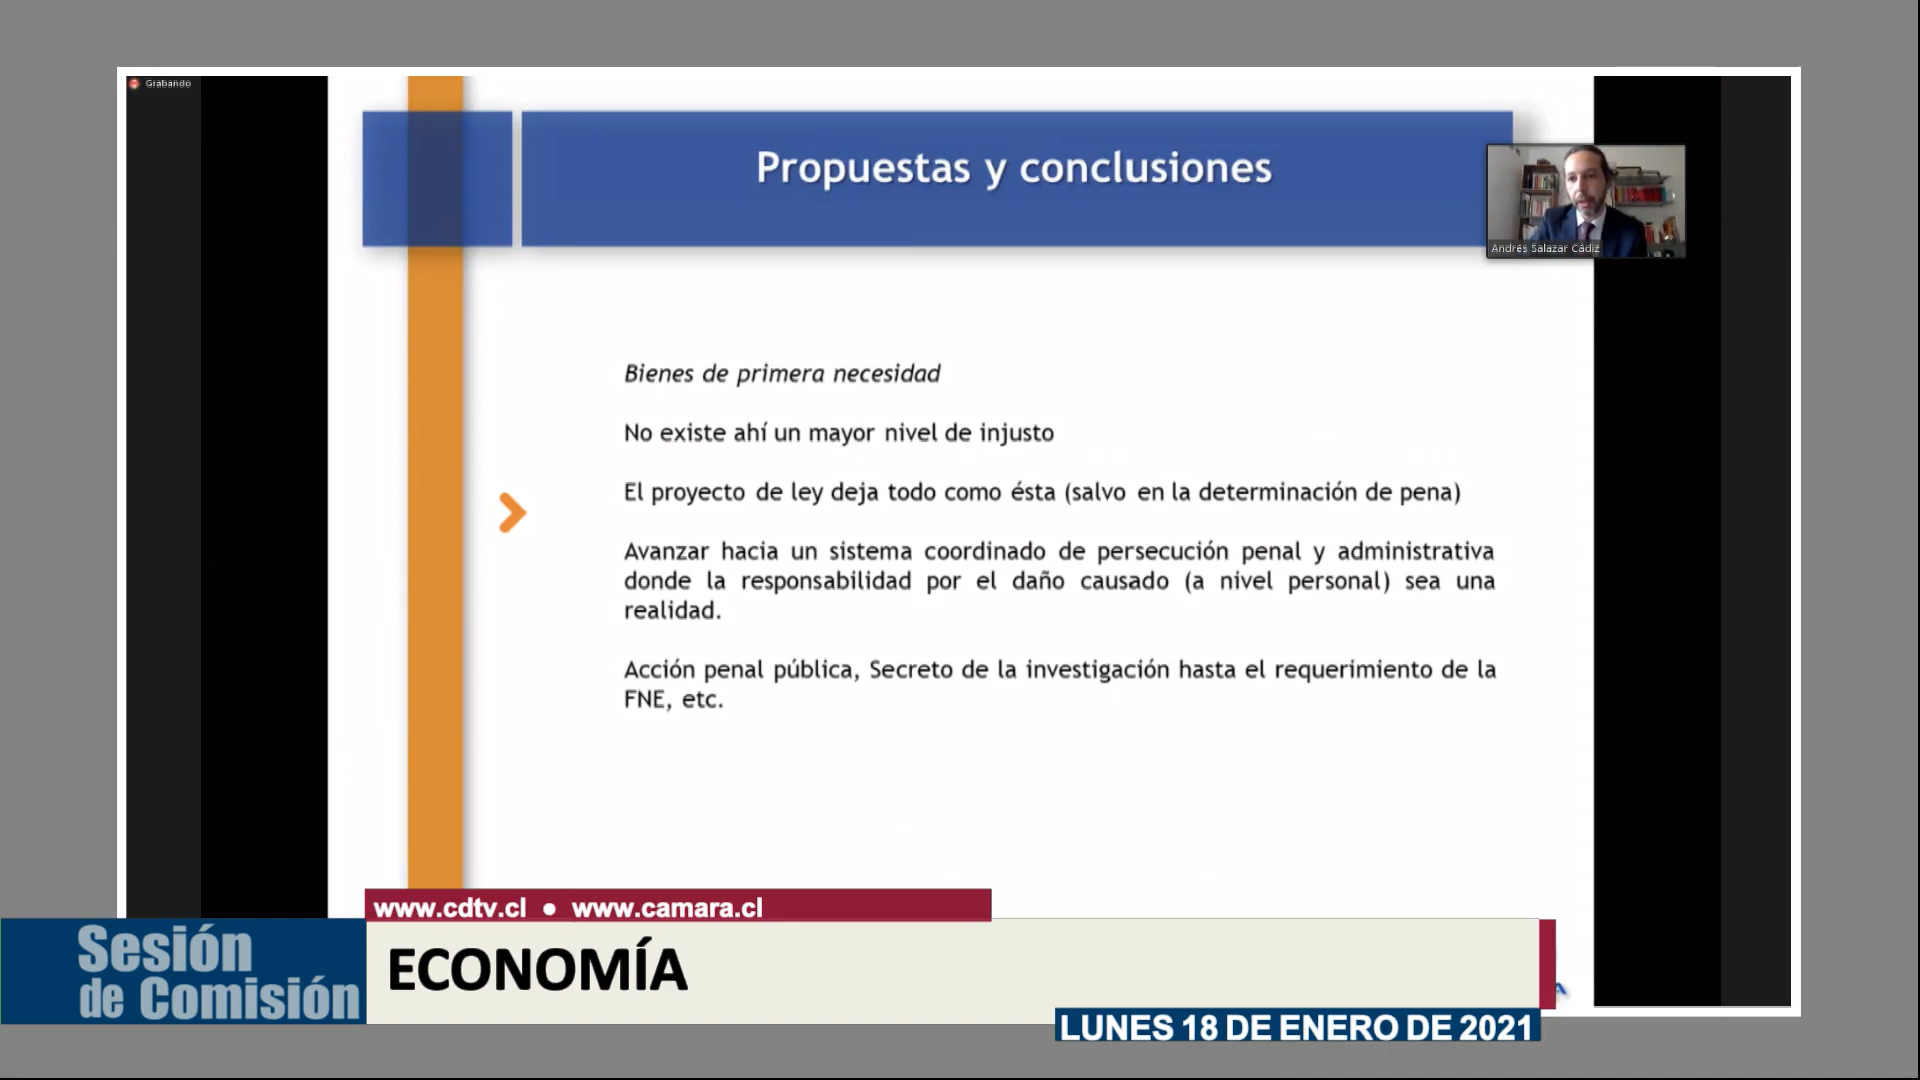 Grabando
Propuestas y conclusiones
Andrés Salazar Cádiz
Bienes de primera necesidad
No existe ahí un mayor nivel de injusto
El proyecto de ley deja todo como ésta (salvo en la determinación de pena)
Avanzar hacia un sistema coordinado de persecución penal y administrativa
donde la responsabilidad por el daño causado (a nivel personal) sea una
realidad.
Acción penal pública, Secreto de la investigación hasta el requerimiento de la
FNE, etc.
www.cdtv.cl ● www.camara.cl
Sesión
de Comisión
ECONOMÍA
LUNES 18 DE ENERO DE 2021